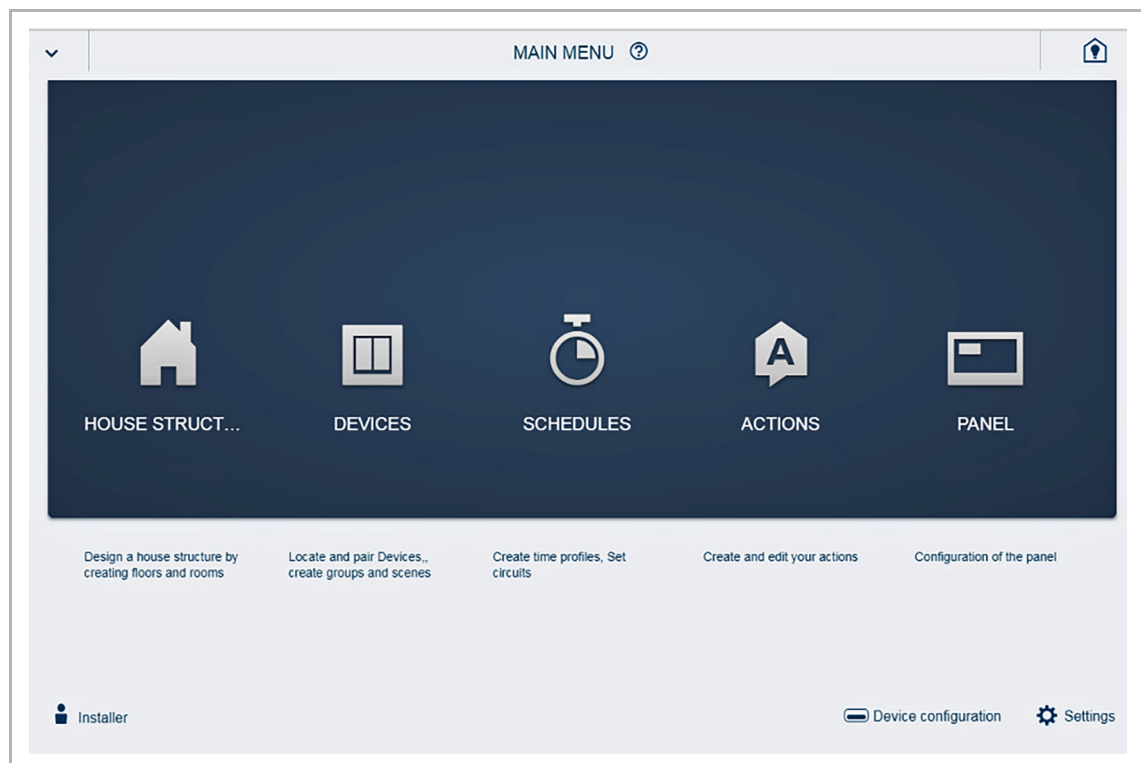 MAIN MENU ?
HOUSE STRUCT...
DEVICES
SCHEDULES
A
ACTIONS
PANEL
Design a house structure by
creating floors and rooms
Locate and pair Devices,,
create groups and scenes
Create time profiles, Set
circuits
Create and edit your actions
Configuration of the panel
Installer
Device configuration
Settings